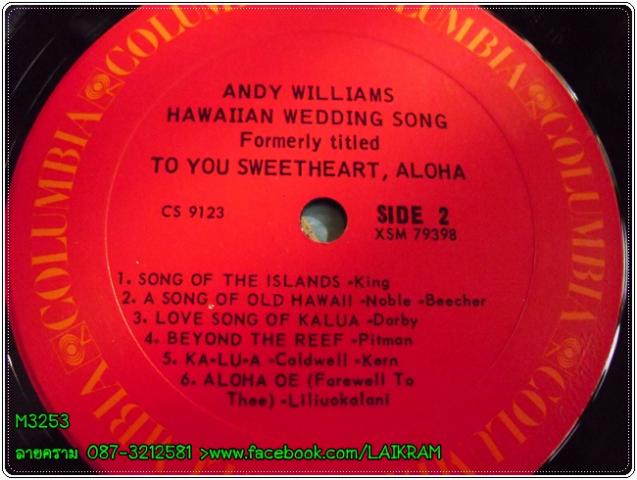 COLUMBIA COLUMBIA COLUMBIA
ANDY WILLIAMS
HAWAIIAN WEDDING SONG
Formerly titled
TO YOU SWEETHEART, ALOHA
CS 9123
SIDE 2
XSM 79398
1. SONG OF THE ISLANDS -King
2. A SONG OF OLD HAWAII -Noble -Beecher
3. LOVE SONG OF KALUA -Darby
4. BEYOND THE REEF -Pitman
5. KA-LU-A -Caldwell -Kern
6. ALOHA OE (Farewell To
Thee) -Liliuokalani
M3253
ลายคราม 087-3212581 >www.facebook.com/LAIKRAM